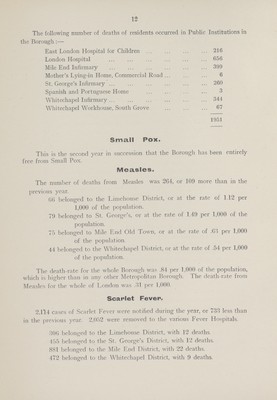 12
The following number of deaths of residents occurred in Public Institutions in
the Borough :—
East London Hospital for Children ... ... ... ... 216
London Hospital ... ... ... ... ... ... 656
Mile End Infirmary ... ... ... ... ... ... 399
Mother's Lying-in Home, Commercial Road ... ... ... 6
St. George's Infirmary ... ... ... ... ... ... 260
Spanish and Portuguese Home ... ... ... ... 3
Whitechapel Infirmary ... ... ... ... ... ... 344
Whitechapel Workhouse, South Grove ... ... ... 67
1951
Small Pox.
This is the second year in succession that the Borough has been entirely
free from Small Pox.
Measles.
The number of deaths from Measles was 264, or 109 more than in the
previous year.
66 belonged to the Limehouse District, or at the rate of 1.12 per
1,000 of the population.
79 belonged to St. George's, or at the rate of 1.49 per 1,000 of the
population.
75 belonged to Mile End Old Town, or at the rate of .65 per 1,000
of the population
44 belonged to the Whitechapel District, or at the rate of .54 per 1,000
of the population.
The death-rate for the whole Borough was .84 per 1,000 of the population,
which is higher than in any other Metropolitan Borough. The death rate from
Measles for the whole of London was .31 per 1,000.
Scarlet Fever.
2,114 cases of Scarlet Fever were notified during the year, or 733 less than
in the previous year. 2,052 were removed to the various Fever Hospitals.
306 belonged to the Limehouse District, with 12 deaths.
455 belonged to the St. George's District, with 12 deaths.
881 belonged to the Mile End District, with 22 deaths.
472 belonged to the Whitechapel District, with 9 deaths.